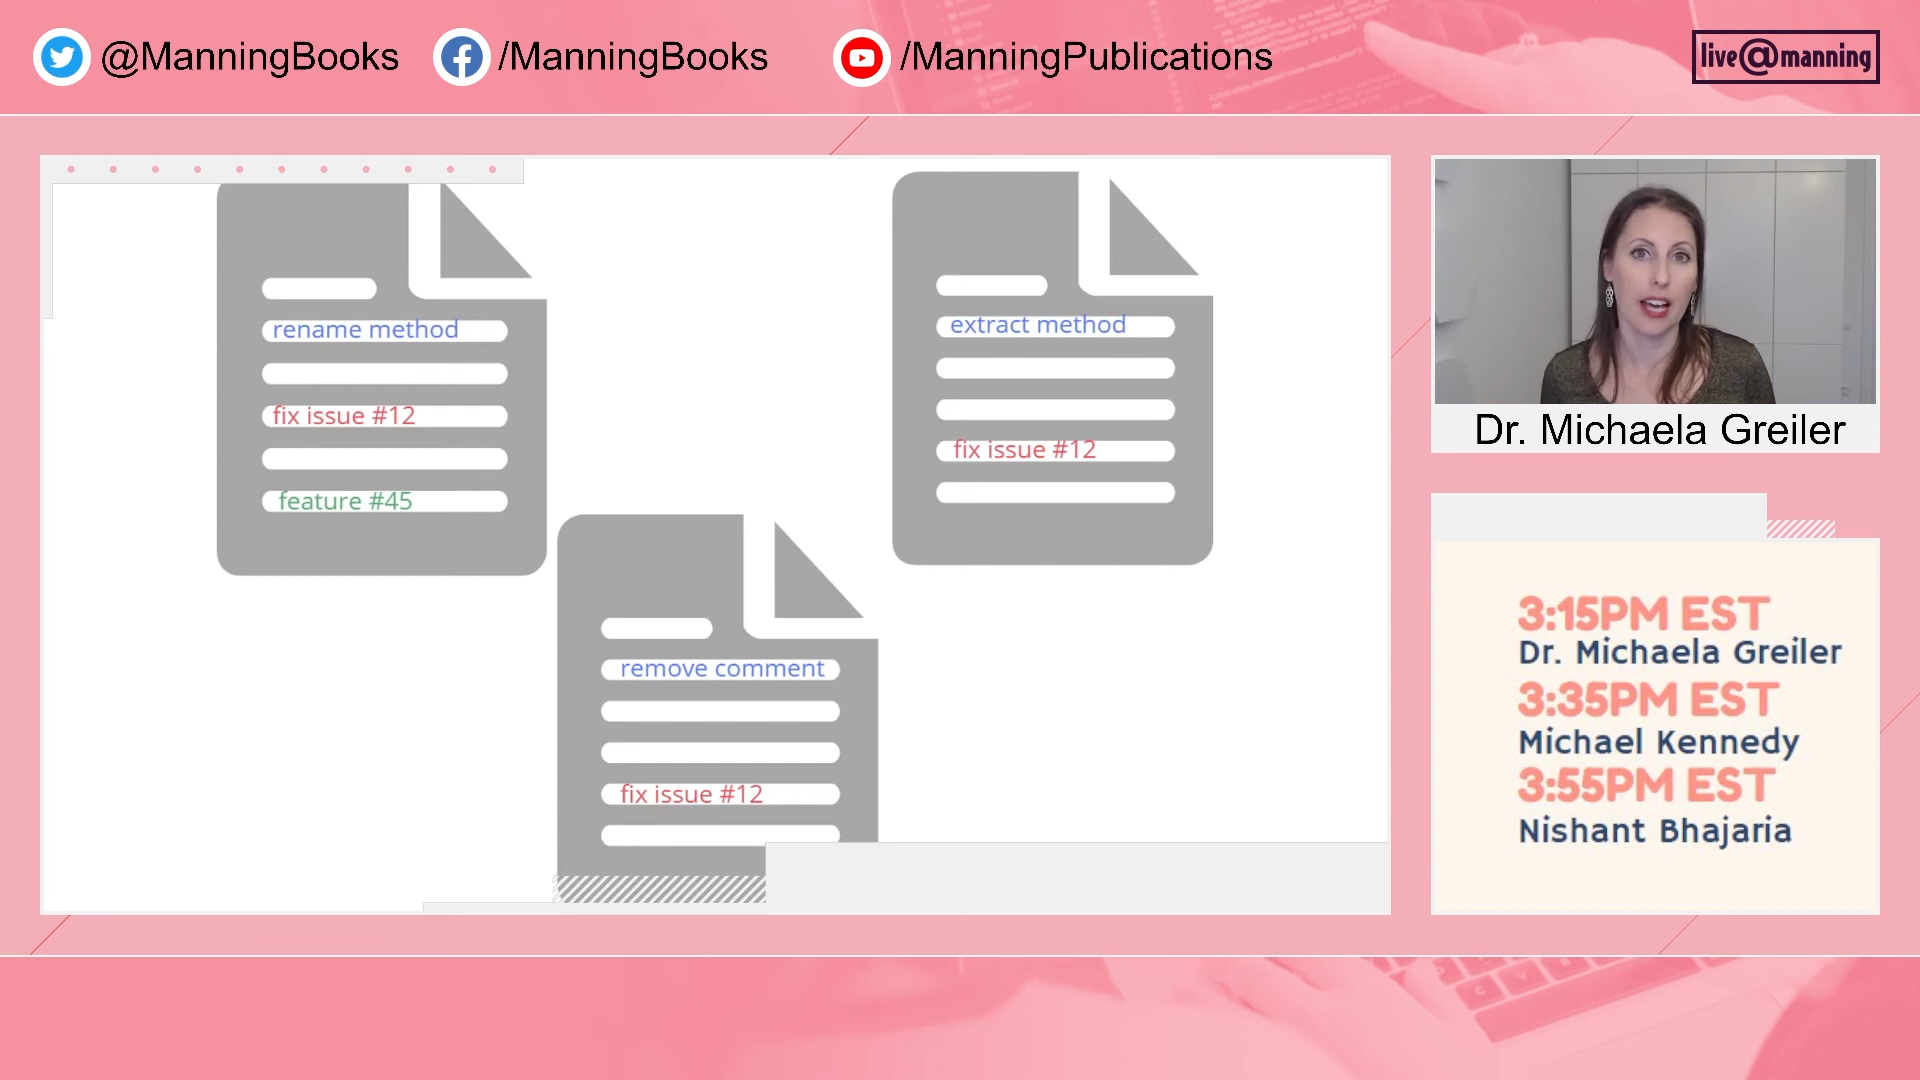 @ManningBooks
/ManningBooks
/ManningPublications
live@manning
rename method
fix issue #12
feature #45
extract method
fix issue #12
remove comment
fix issue #12
Dr. Michaela Greiler
3:15PM EST
Dr. Michaela Greiler
3:35PM EST
Michael Kennedy
3:55PM EST
Nishant Bhajaria